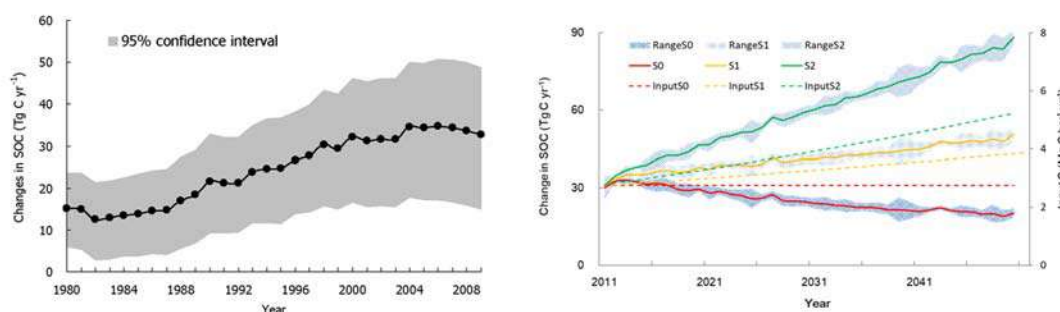 Changes in SOC (Tg C yr⁻¹)
60
50
40
30
20
10
0
95% confidence interval
1980 1984 1988 1992 1996 2000 2004 2008
Year
Change in SOC (Tg C yr⁻¹)
90
60
30
0
RangeS0 RangeS1 RangeS2
S0 S1 S2
InputS0 InputS1 InputS2
8
6
4
2
0
2011 2021 2031 2041
Year